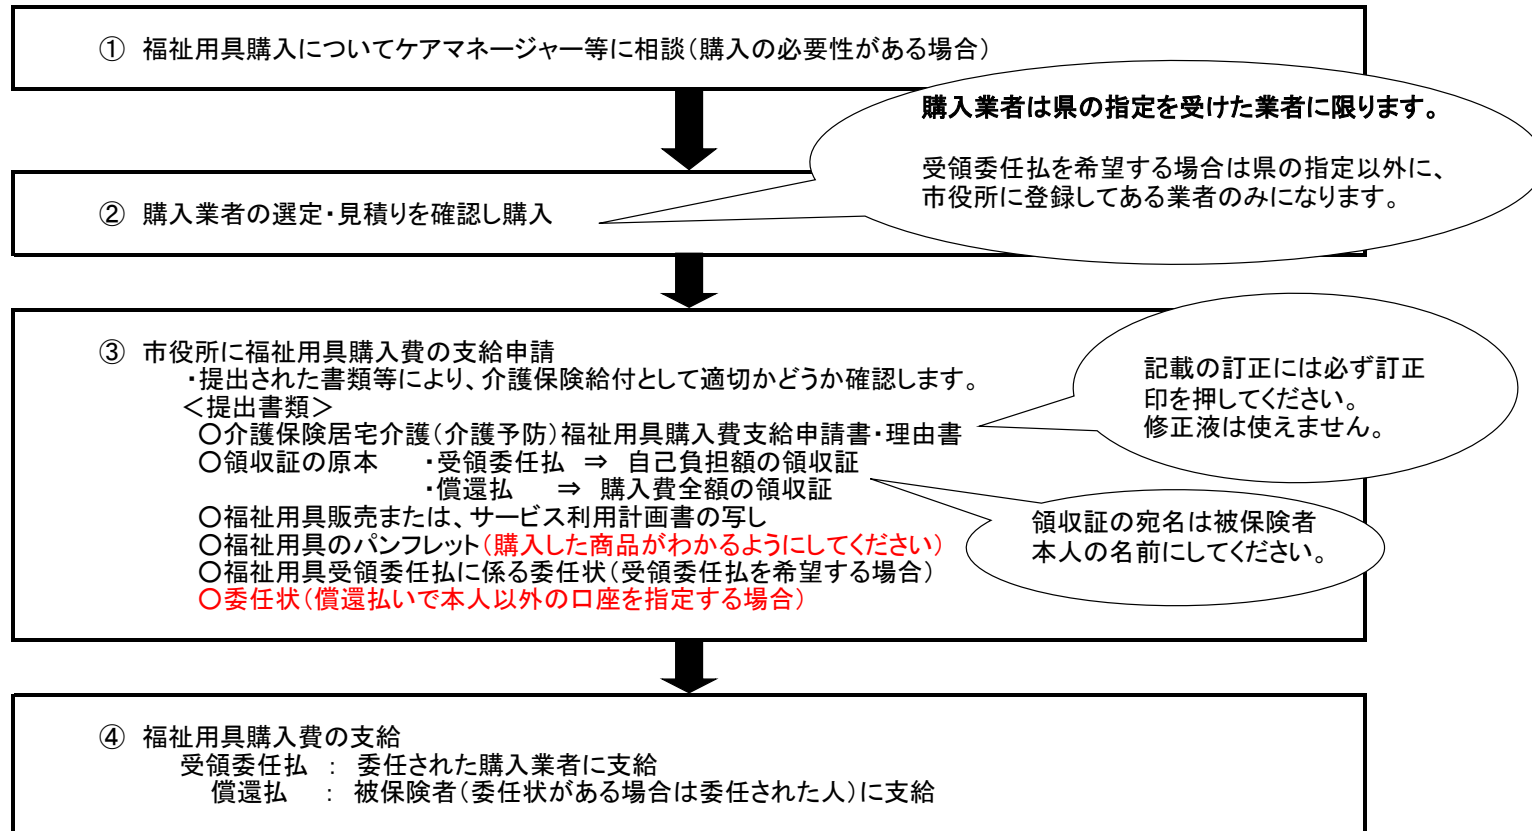 ① 福祉用具購入についてケアマネージャー等に相談（購入の必要性がある場合）
購入業者は県の指定を受けた業者に限ります。
受領委任払を希望する場合は県の指定以外に、
市役所に登録してある業者のみになります。
② 購入業者の選定・見積りを確認し購入
③ 市役所に福祉用具購入費の支給申請
・提出された書類等により、介護保険給付として適切かどうか確認します。
＜提出書類＞
○介護保険居宅介護（介護予防）福祉用具購入費支給申請書・理由書
○領収証の原本 ・受領委任払 ⇒ 自己負担額の領収証
・償還払 ⇒ 購入費全額の領収証
○福祉用具販売または、サービス利用計画書の写し
○福祉用具のパンフレット（購入した商品がわかるようにしてください）
○福祉用具受領委任払に係る委任状（受領委任払を希望する場合）
○委任状（償還払いで本人以外の口座を指定する場合）
記載の訂正には必ず訂正
印を押してください。
修正液は使えません。
領収証の宛名は被保険者
本人の名前にしてください。
④ 福祉用具購入費の支給
受領委任払 ： 委任された購入業者に支給
償還払 ： 被保険者（委任状がある場合は委任された人）に支給